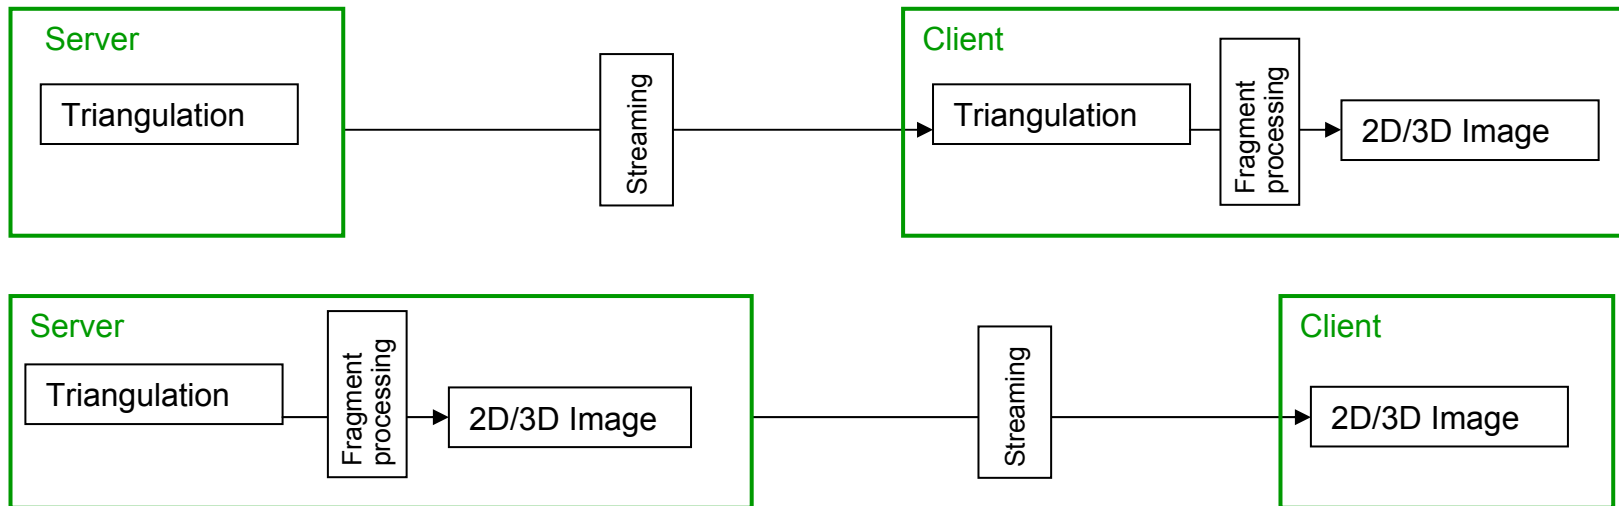 Server
Triangulation
Streaming
Client
Triangulation
Fragment
processing
2D/3D Image
Server
Triangulation
Fragment
processing
2D/3D Image
Streaming
Client
2D/3D Image